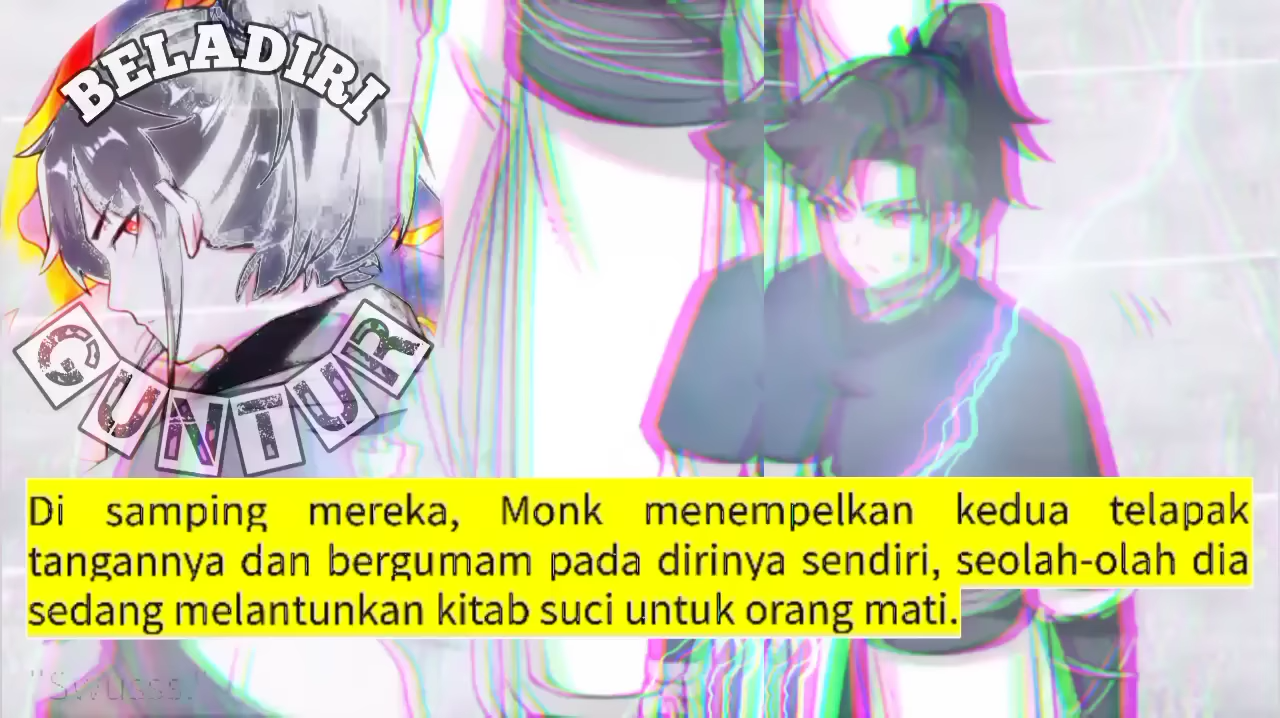 BELADIRI
GUNTUR
Di samping mereka, Monk menempelkan kedua telapak
tangannya dan bergumam pada dirinya sendiri, seolah-olah dia
sedang melantunkan kitab suci untuk orang mati.